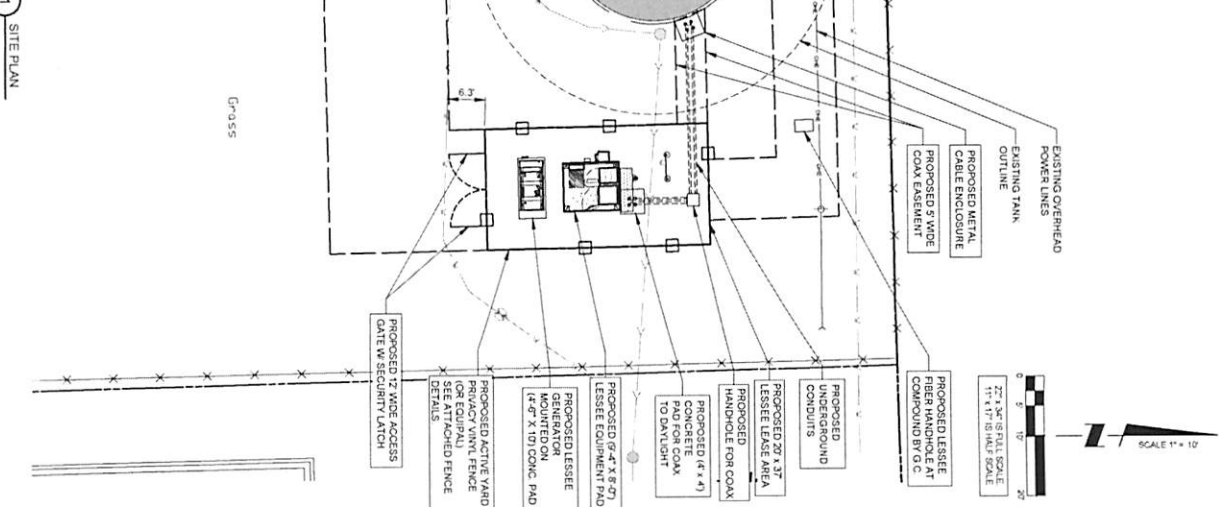 1
SITE PLAN
Grass
6.3'
OHE
OHE
OHE
EXISTING OVERHEAD
POWER LINES
EXISTING TANK
OUTLINE
PROPOSED METAL
CABLE ENCLOSURE
PROPOSED 5' WIDE
COAX EASEMENT
PROPOSED LESSEE
FIBER HANDHOLE AT
COMPOUND BY G.C.
PROPOSED
UNDERGROUND
CONDUITS
PROPOSED 20' x 37'
LESSEE LEASE AREA
PROPOSED
HANDHOLE FOR COAX
PROPOSED (4' x 4')
CONCRETE
PAD FOR COAX
TO DAYLIGHT
PROPOSED (9'-4" X 8'-0")
LESSEE EQUIPMENT PAD
PROPOSED LESSEE
GENERATOR
MOUNTED ON
(4'-6" X 10') CONC. PAD
PROPOSED ACTIVE YARD
PRIVACY VINYL FENCE
(OR EQUIPAL)
SEE ATTACHED FENCE
DETAILS
PROPOSED 12' WIDE ACCESS
GATE W/ SECURITY LATCH
0 5' 10' 20'
22" x 34" IS FULL SCALE
11" x 17" IS HALF SCALE
SCALE 1" = 10'